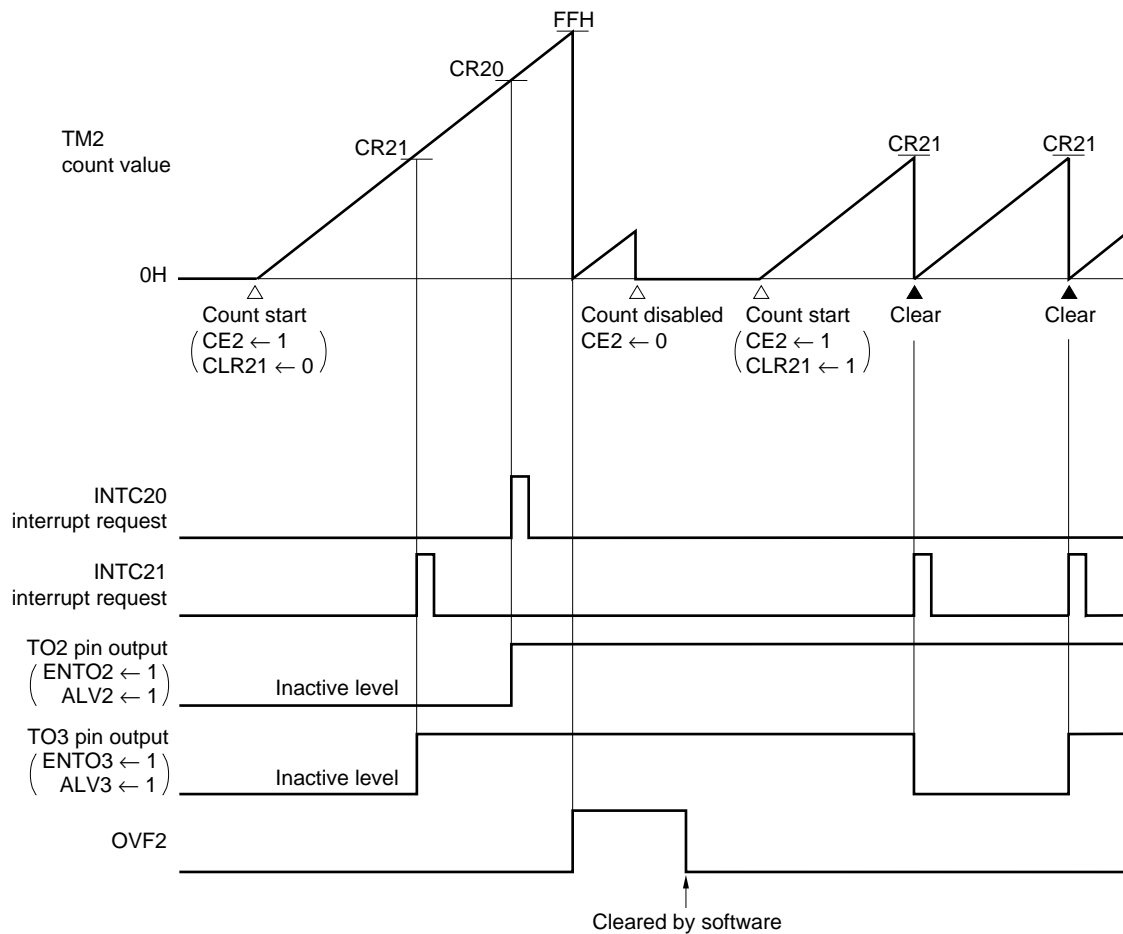 FFH
CR20
TM2
count value
CR21
CR21
CR21
0H
Count start
(CE2 ← 1
CLR21 ← 0)
Count disabled
CE2 ← 0
Count start
(CE2 ← 1
CLR21 ← 1)
Clear
Clear
INTC20
interrupt request
INTC21
interrupt request
TO2 pin output
(ENTO2 ← 1
ALV2 ← 1)
Inactive level
TO3 pin output
(ENTO3 ← 1
ALV3 ← 1)
Inactive level
OVF2
Cleared by software